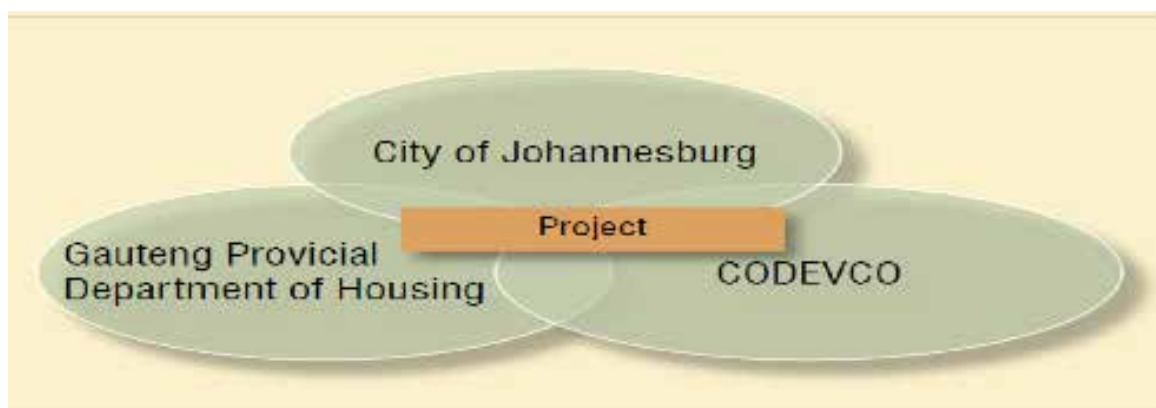 City of Johannesburg
Project
Gauteng Provicial
Department of Housing
CODEVCO